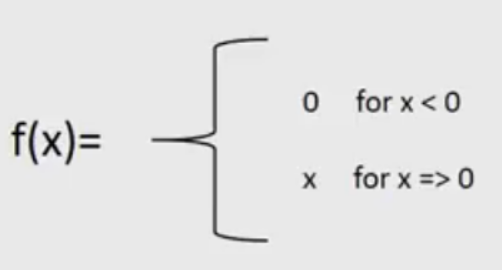 0 for x < 0
f(x)=
x for x => 0